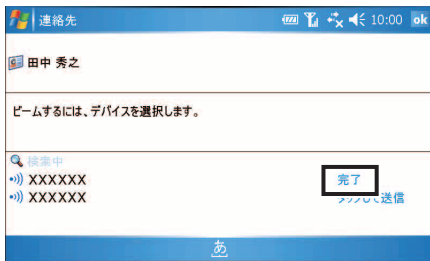 連絡先 10:00 ok
田中 秀之
ビームするには、デバイスを選択します。
検索中
XXXXXX 完了
XXXXXX タップして送信
あ